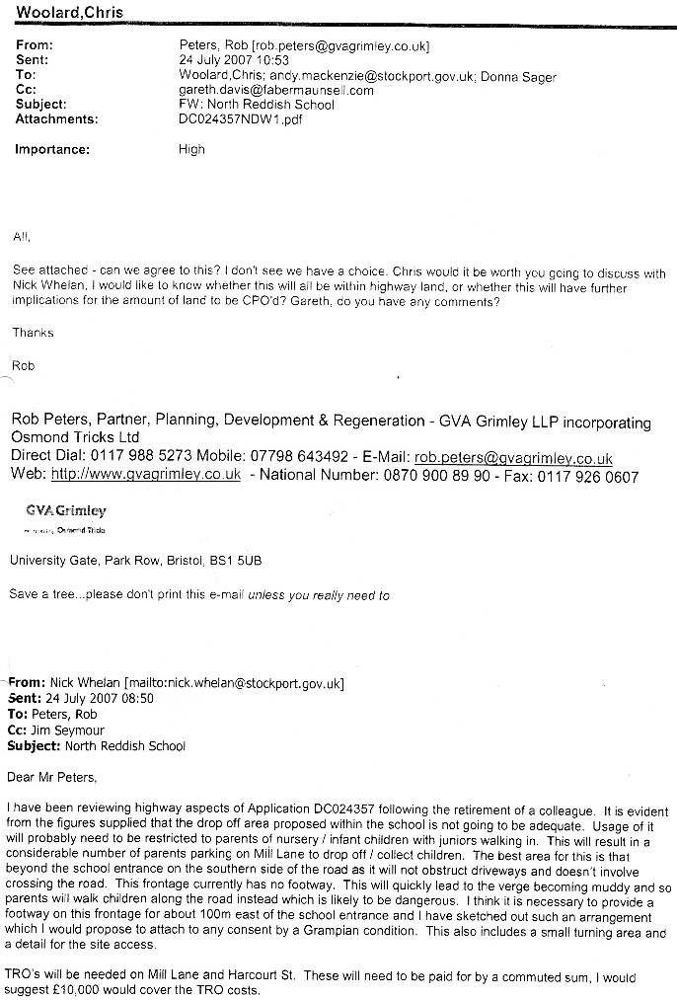 Woolard,Chris
From: Peters, Rob [rob.peters@gvagrimley.co.uk]
Sent: 24 July 2007 10:53
To: Woolard,Chris; andy.mackenzie@stockport.gov.uk; Donna Sager
Cc: gareth.davis@fabermaunsell.com
Subject: FW: North Reddish School
Attachments: DC024357NDW1.pdf
Importance: High
All,
See attached - can we agree to this? I don't see we have a choice. Chris would it be worth you going to discuss with
Nick Whelan, I would like to know whether this will all be within highway land, or whether this will have further
implications for the amount of land to be CPO'd? Gareth, do you have any comments?
Thanks
Rob
Rob Peters, Partner, Planning, Development & Regeneration - GVA Grimley LLP incorporating
Osmond Tricks Ltd
Direct Dial: 0117 988 5273 Mobile: 07798 643492 - E-Mail: rob.peters@gvagrimley.co.uk
Web: http://www.gvagrimley.co.uk - National Number: 0870 900 89 90 - Fax: 0117 926 0607
GVA Grimley
Osmond Tricks
University Gate, Park Row, Bristol, BS1 5UB
Save a tree...please don't print this e-mail unless you really need to
From: Nick Whelan [mailto:nick.whelan@stockport.gov.uk]
Sent: 24 July 2007 08:50
To: Peters, Rob
Cc: Jim Seymour
Subject: North Reddish School
Dear Mr Peters,
I have been reviewing highway aspects of Application DC024357 following the retirement of a colleague. It is evident
from the figures supplied that the drop off area proposed within the school is not going to be adequate. Usage of it
will probably need to be restricted to parents of nursery / infant children with juniors walking in. This will result in a
considerable number of parents parking on Mill Lane to drop off / collect children. The best area for this is that
beyond the school entrance on the southern side of the road as it will not obstruct driveways and doesn't involve
crossing the road. This frontage currently has no footway. This will quickly lead to the verge becoming muddy and so
parents will walk children along the road instead which is likely to be dangerous. I think it is necessary to provide a
footway on this frontage for about 100m east of the school entrance and I have sketched out such an arrangement
which I would propose to attach to any consent by a Grampian condition. This also includes a small turning area and
a detail for the site access.
TRO's will be needed on Mill Lane and Harcourt St. These will need to be paid for by a commuted sum, I would
suggest £10,000 would cover the TRO costs.